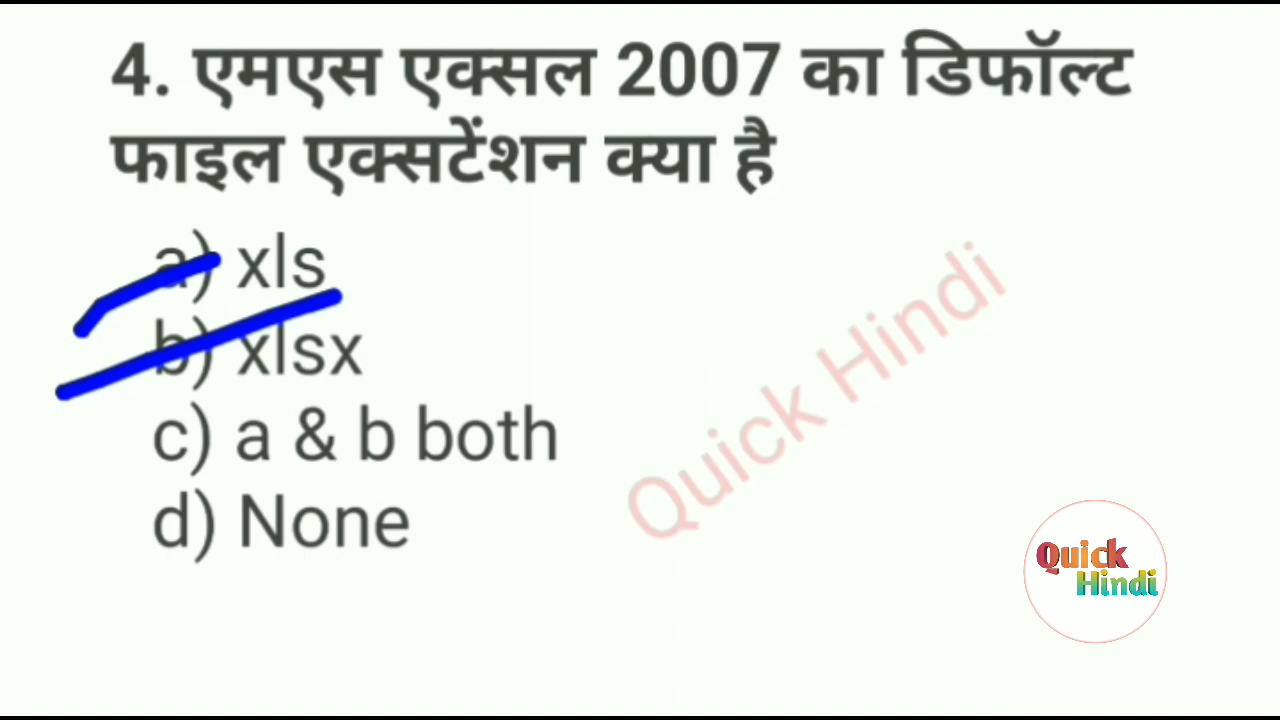 4. एमएस एक्सल 2007 का डिफॉल्ट
फाइल एक्सटेंशन क्या है
a) xls
b) xlsx
c) a & b both
d) None
Quick Hindi
Quick
Hindi